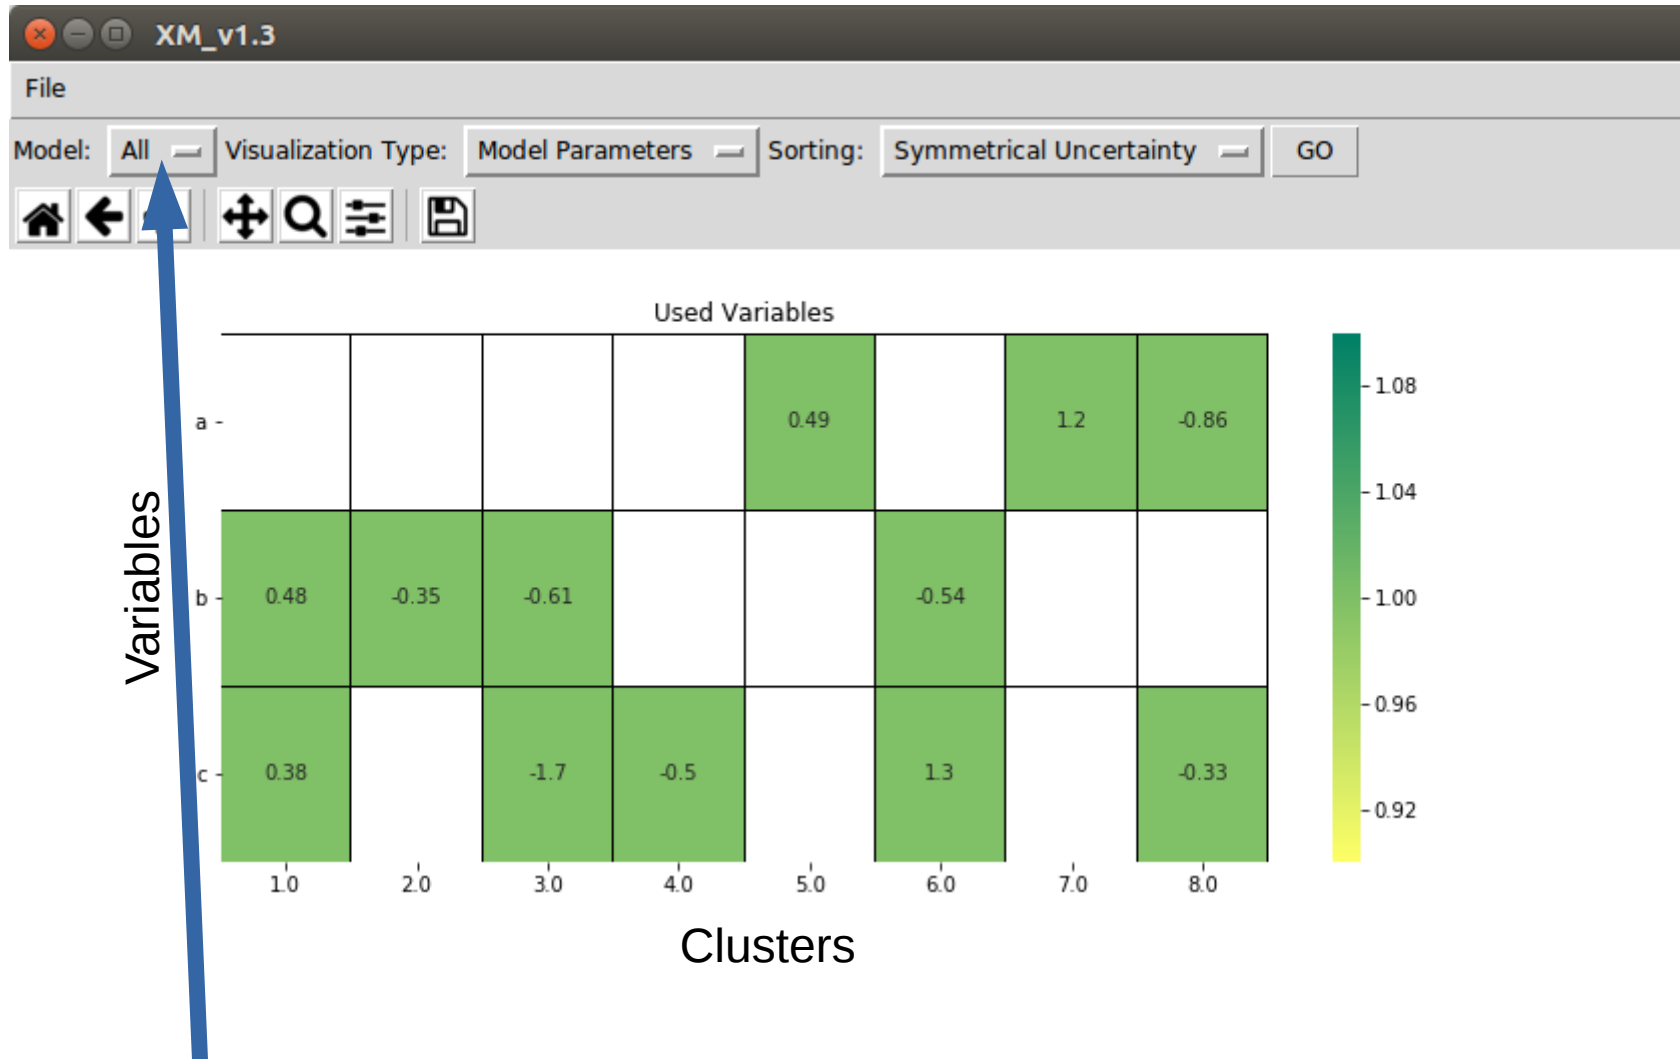 XM_v1.3
File
Model: All Visualization Type: Model Parameters Sorting: Symmetrical Uncertainty GO
Used Variables
a 0.49 1.2 -0.86
b 0.48 -0.35 -0.61 -0.54
c 0.38 -1.7 -0.5 1.3 -0.33
1.0 2.0 3.0 4.0 5.0 6.0 7.0 8.0
Variables
Clusters
1.08
1.04
1.00
0.96
0.92